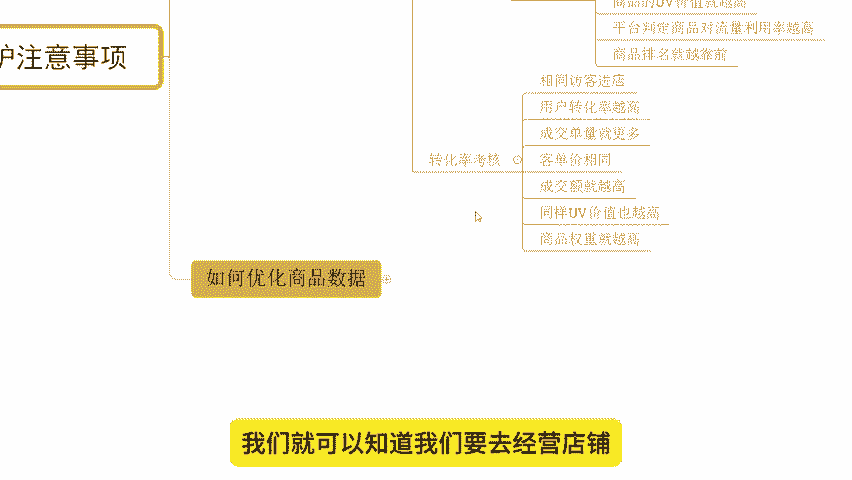 商品的UV价值就越高
平台判定商品对流量利用率越高
商品排名就越靠前
护注意事项
相同访客进店
用户转化率越高
成交单量就更多
转化率考核
客单价相同
成交额就越高
同样UV价值也越高
商品权重就越高
如何优化商品数据
我们就可以知道我们要去经营店铺